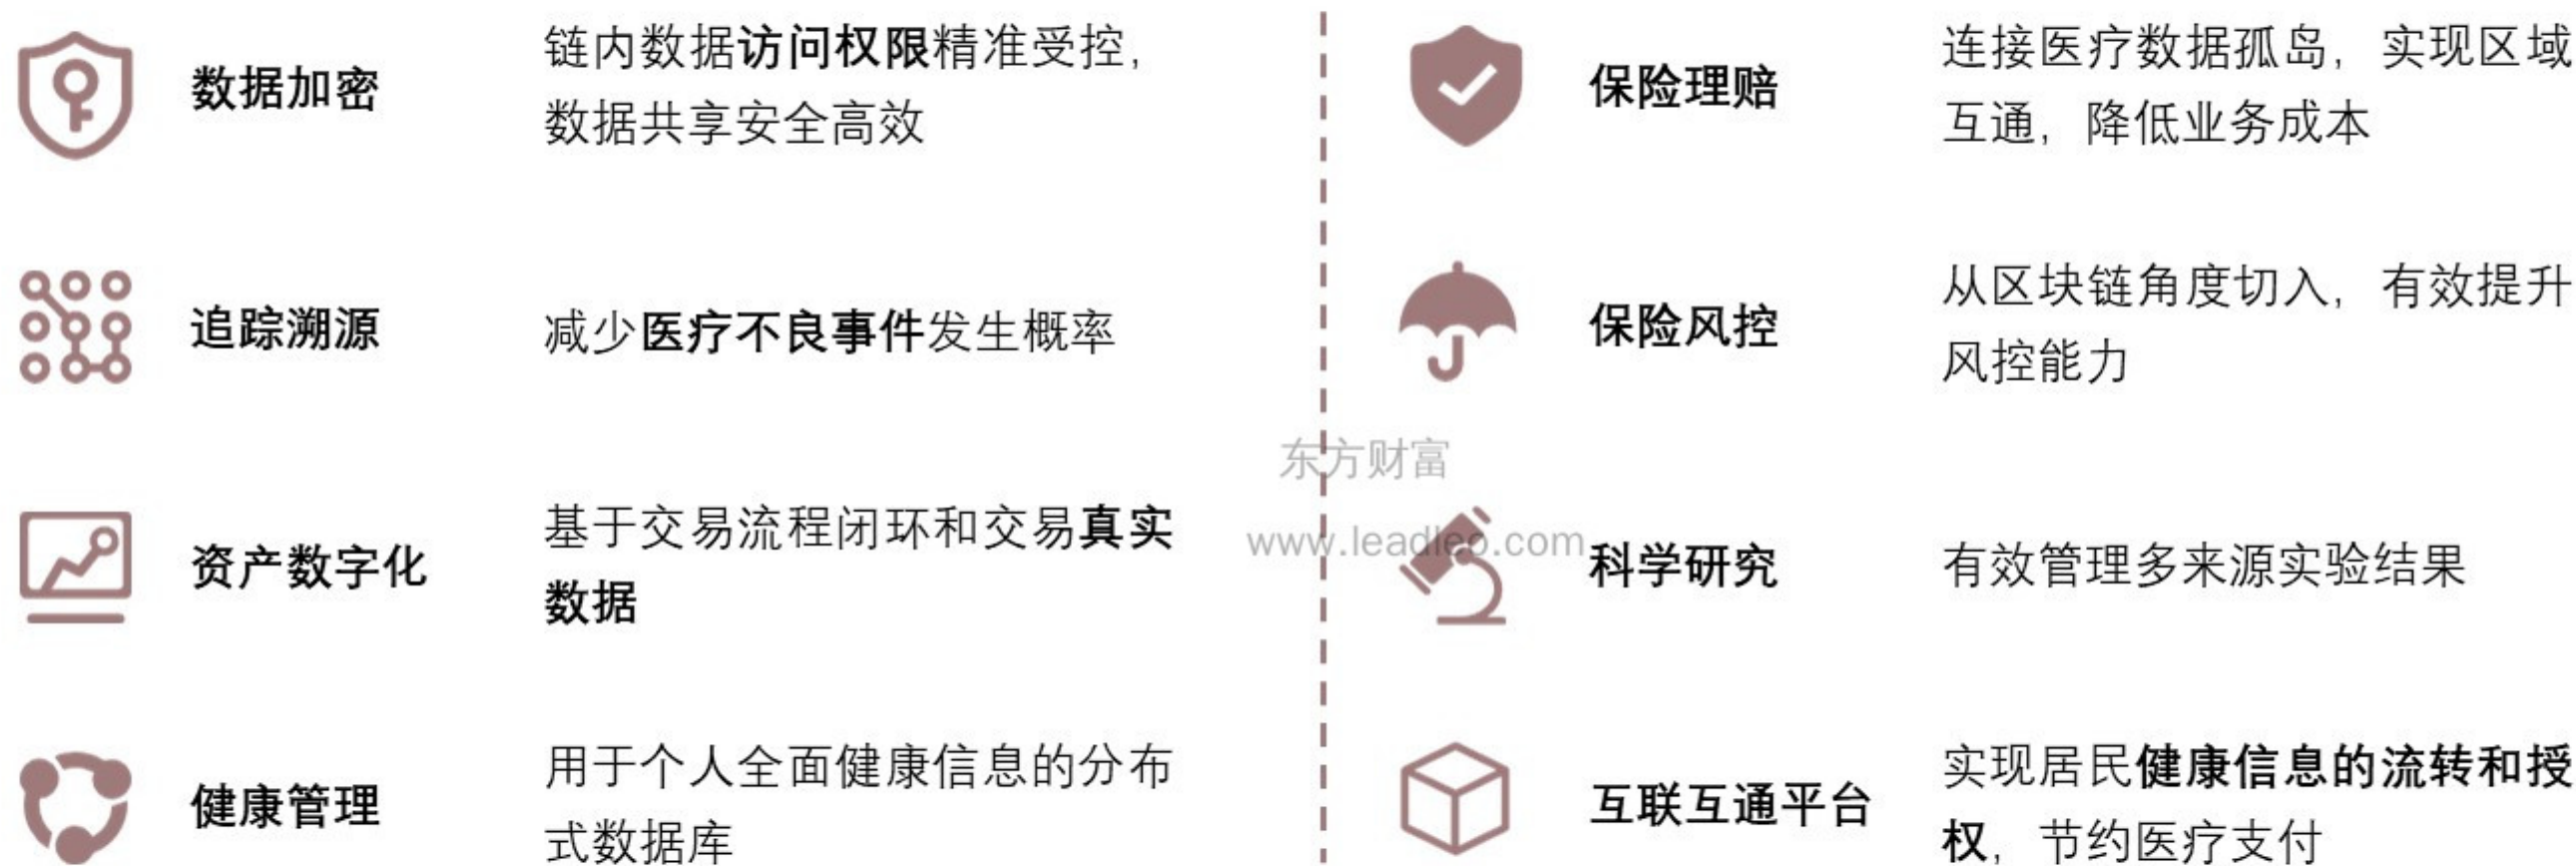 数据加密
链内数据访问权限精准受控，
数据共享安全高效
追踪溯源
减少医疗不良事件发生概率
资产数字化
基于交易流程闭环和交易真实
数据
健康管理
用于个人全面健康信息的分布
式数据库
保险理赔
连接医疗数据孤岛，实现区域
互通，降低业务成本
保险风控
从区块链角度切入，有效提升
风控能力
东方财富
www.leadleo.com
科学研究
有效管理多来源实验结果
互联互通平台
实现居民健康信息的流转和授
权，节约医疗支付